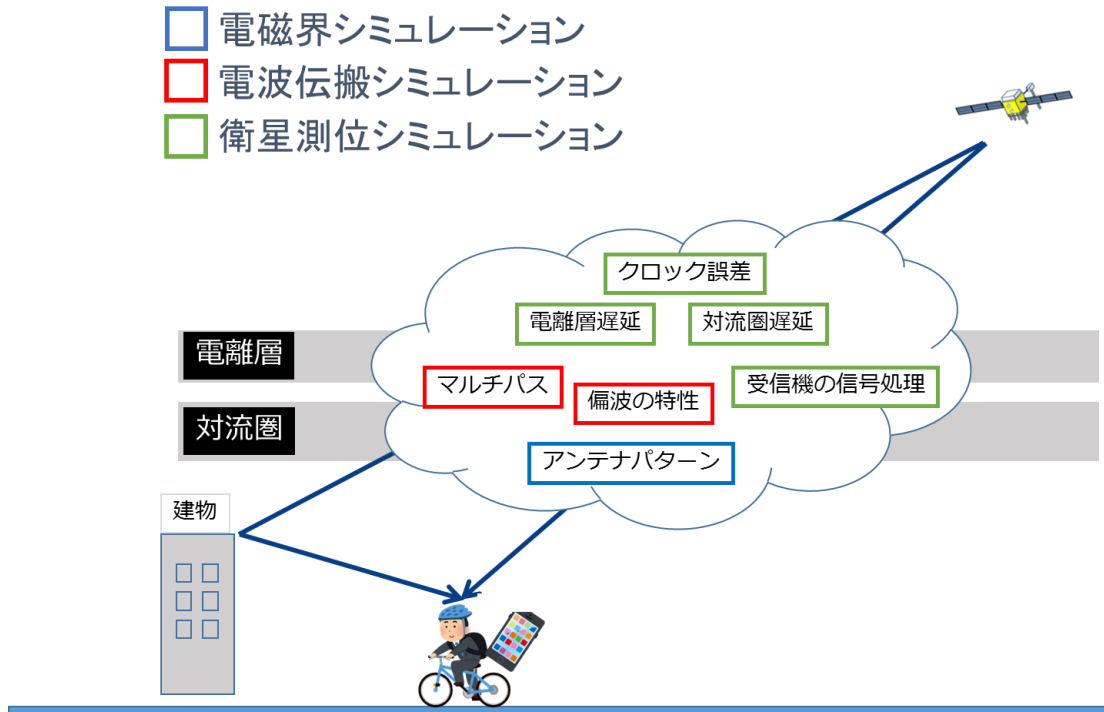 電磁界シミュレーション
電波伝搬シミュレーション
衛星測位シミュレーション
クロック誤差
電離層遅延
対流圏遅延
電離層
マルチパス
偏波の特性
受信機の信号処理
対流圏
アンテナパターン
建物